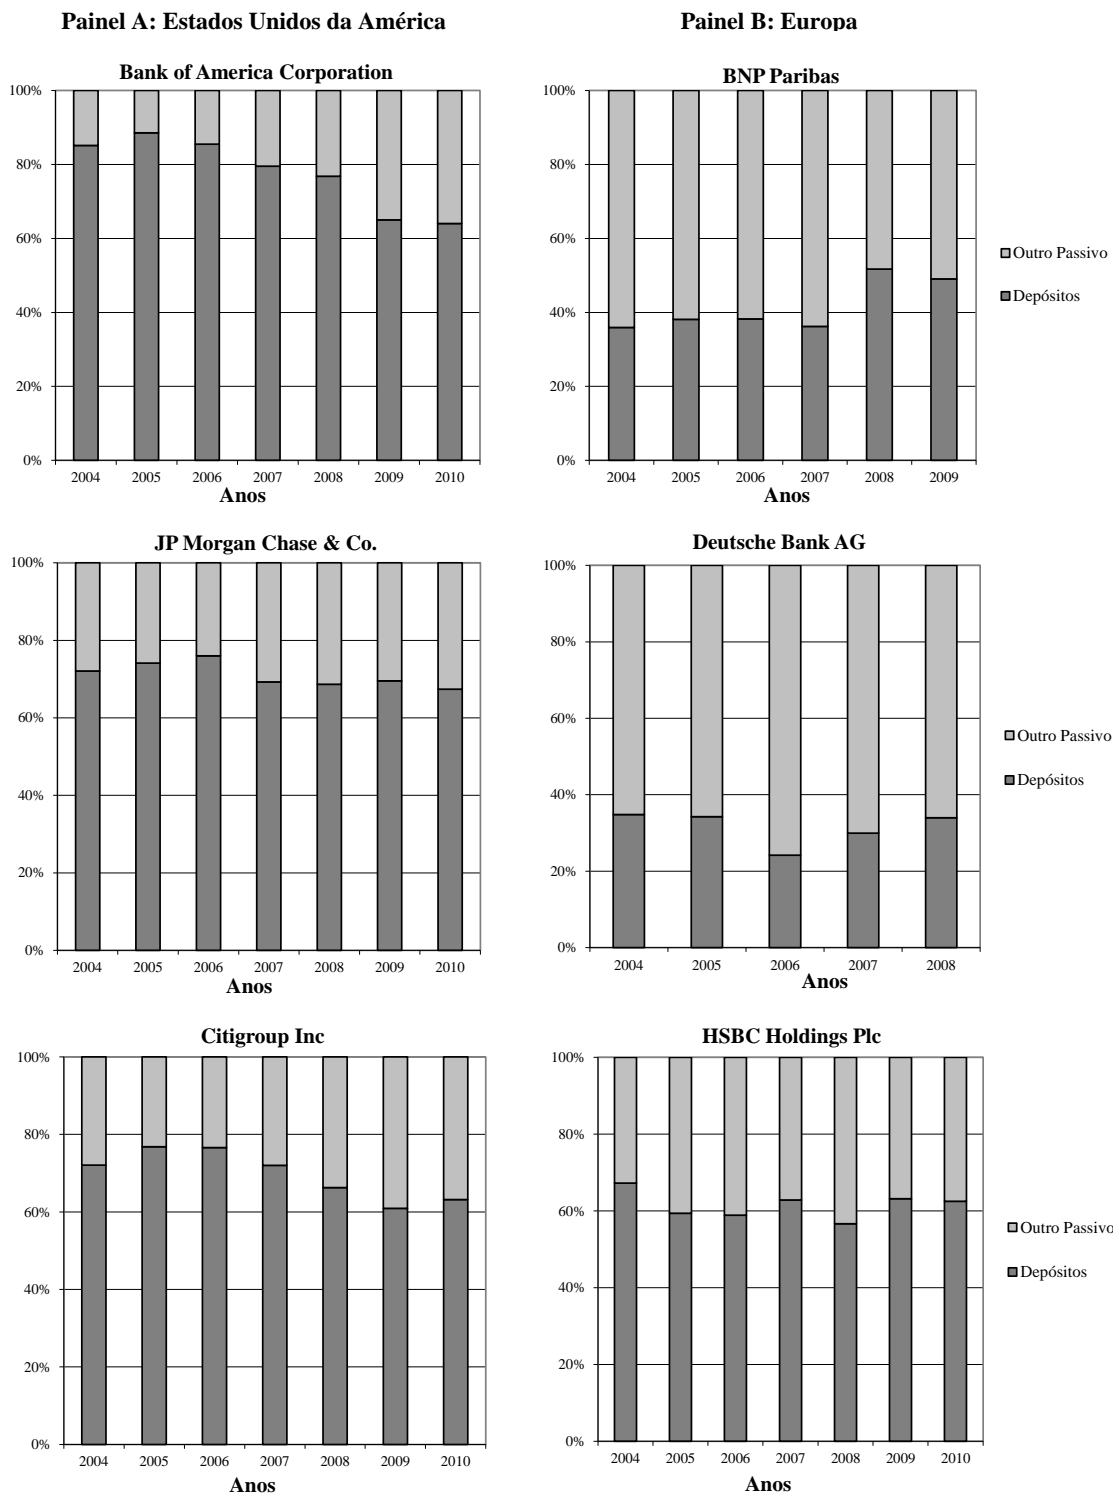 Painel A: Estados Unidos da América
Painel B: Europa
Bank of America Corporation
100%
80%
60%
40%
20%
0%
2004 2005 2006 2007 2008 2009 2010
Anos
BNP Paribas
100%
80%
60%
40%
20%
0%
2004 2005 2006 2007 2008 2009
Anos
Outro Passivo
Depósitos
JP Morgan Chase & Co.
100%
80%
60%
40%
20%
0%
2004 2005 2006 2007 2008 2009 2010
Anos
Deutsche Bank AG
100%
80%
60%
40%
20%
0%
2004 2005 2006 2007 2008
Anos
Outro Passivo
Depósitos
Citigroup Inc
100%
80%
60%
40%
20%
0%
2004 2005 2006 2007 2008 2009 2010
Anos
HSBC Holdings Plc
100%
80%
60%
40%
20%
0%
2004 2005 2006 2007 2008 2009 2010
Anos
Outro Passivo
Depósitos